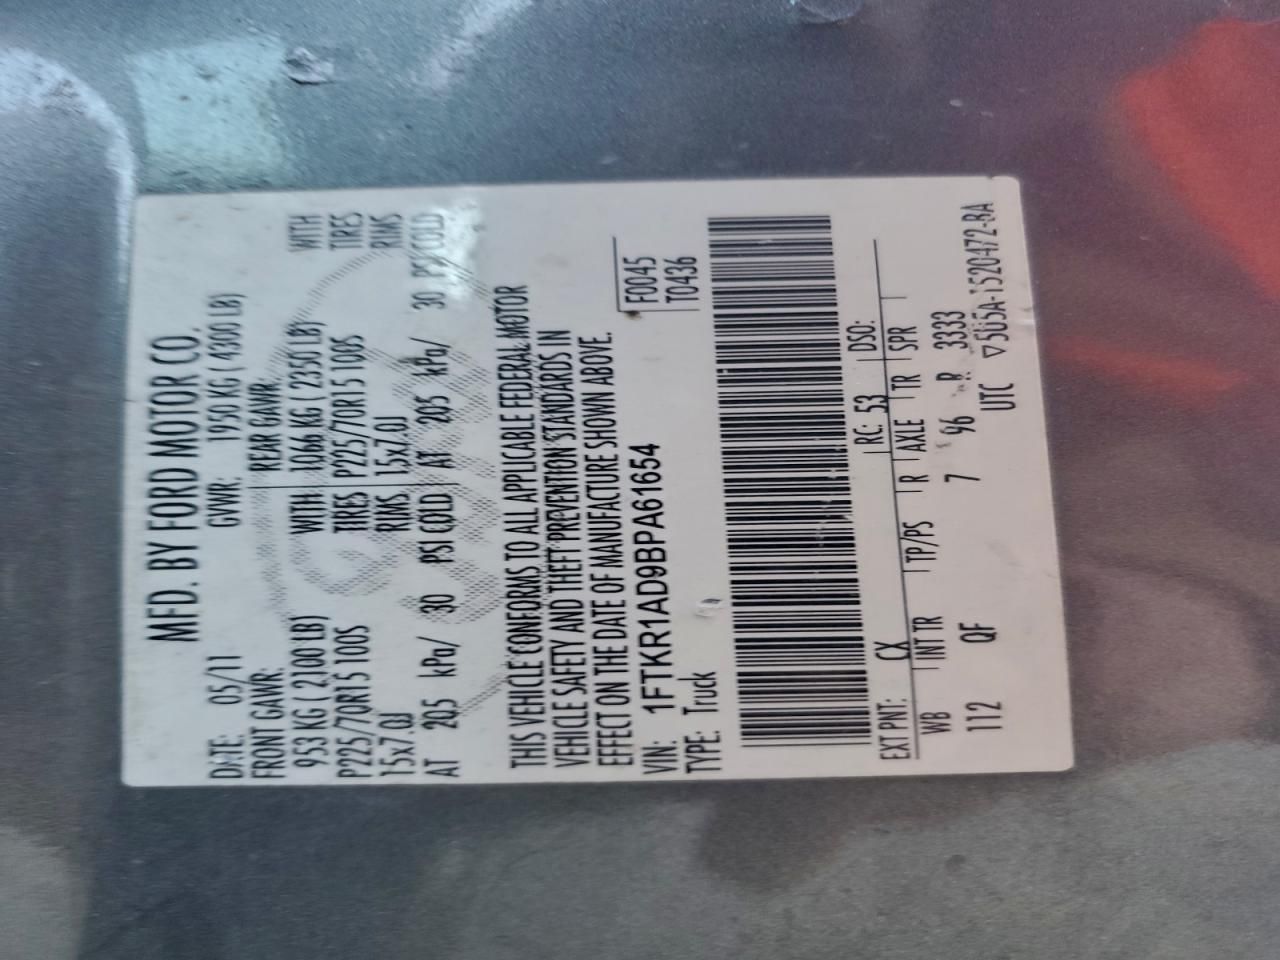 MFD. BY FORD MOTOR CO.
DATE: 05/11 GVWR: 1950 KG ( 4300 LB)
FRONT GAWR: REAR GAWR:
953 KG ( 2100 LB) WITH 1066 KG ( 2350 LB) WITH
P225/70R15 100S TIRES P225/70R15 100S TIRES
15x7.0J RIMS 15x7.0J RIMS
AT 205 kPa/ 30 PSI COLD AT 205 kPa/ 30 PSI COLD
THIS VEHICLE CONFORMS TO ALL APPLICABLE FEDERAL MOTOR
VEHICLE SAFETY AND THEFT PREVENTION STANDARDS IN
EFFECT ON THE DATE OF MANUFACTURE SHOWN ABOVE.
VIN: 1FTKR1AD9BPA61654 F0045
TYPE: Truck T0436
EXT PNT: CX RC: 53 DSO:
WB INT TR TP/PS R AXLE TR SPR
112 QF 7 96 R 3333
UTC ▽5U5A-1520472-BA